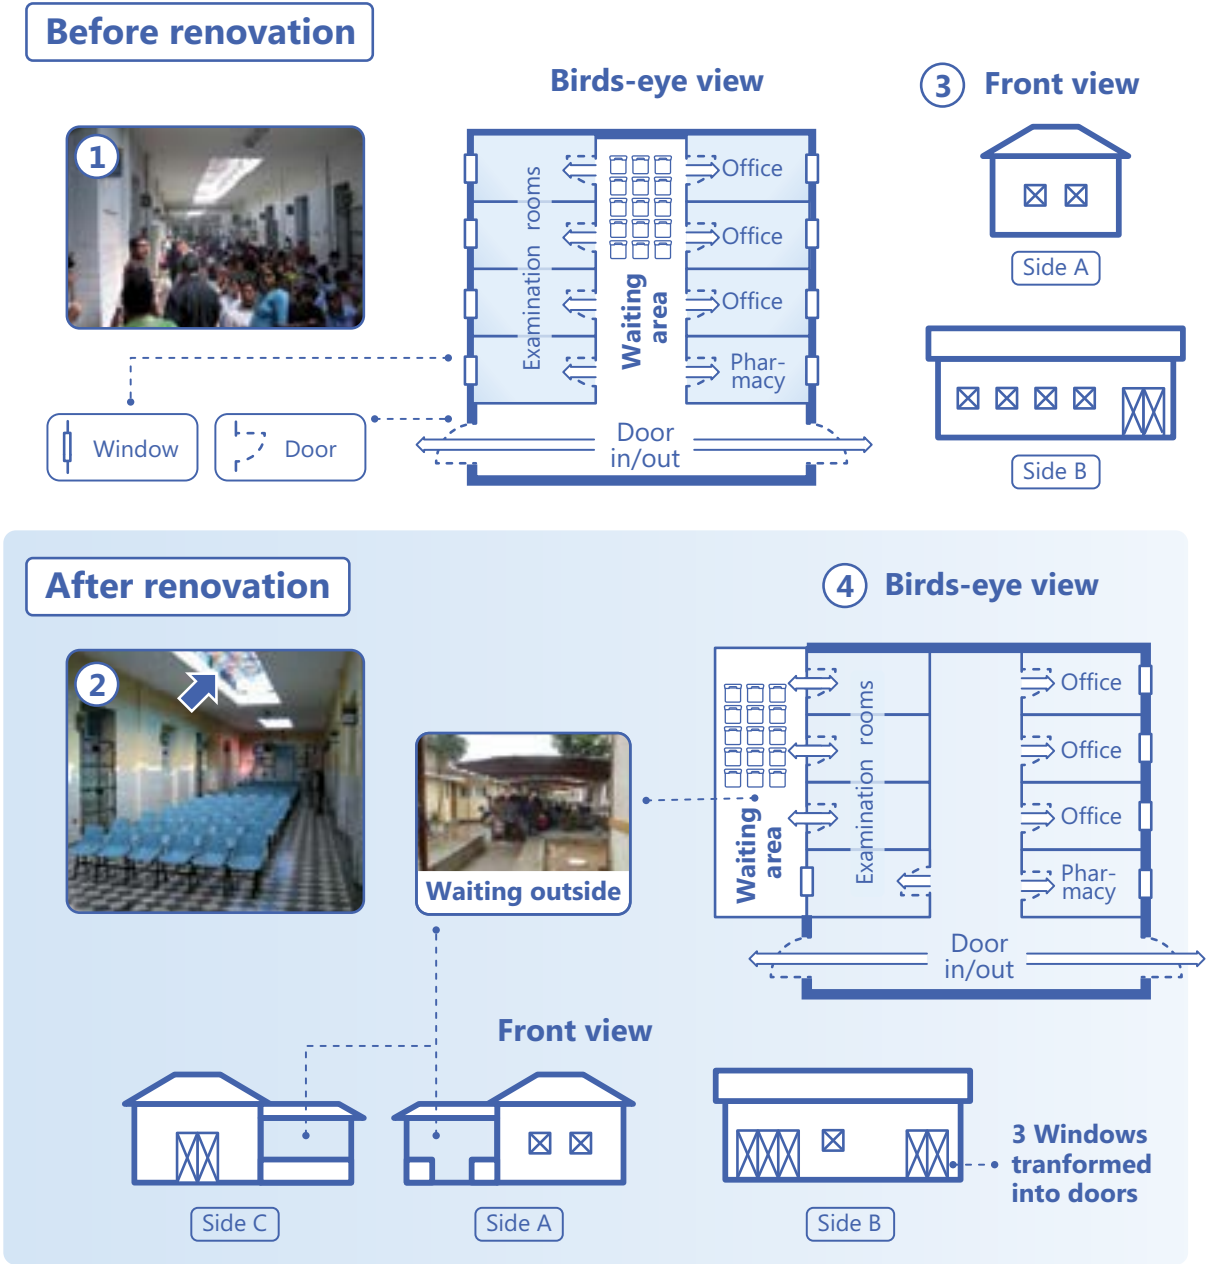 Before renovation
Birds-eye view
3 Front view
1
Examination rooms
Waiting
area
Office
Office
Office
Phar-
macy
Door
in/out
Window
Door
Side A
Side B
After renovation
4 Birds-eye view
2
Waiting outside
Waiting
area
Examination rooms
Office
Office
Office
Phar-
macy
Door
in/out
Front view
Side C
Side A
Side B
3 Windows
tranformed
into doors